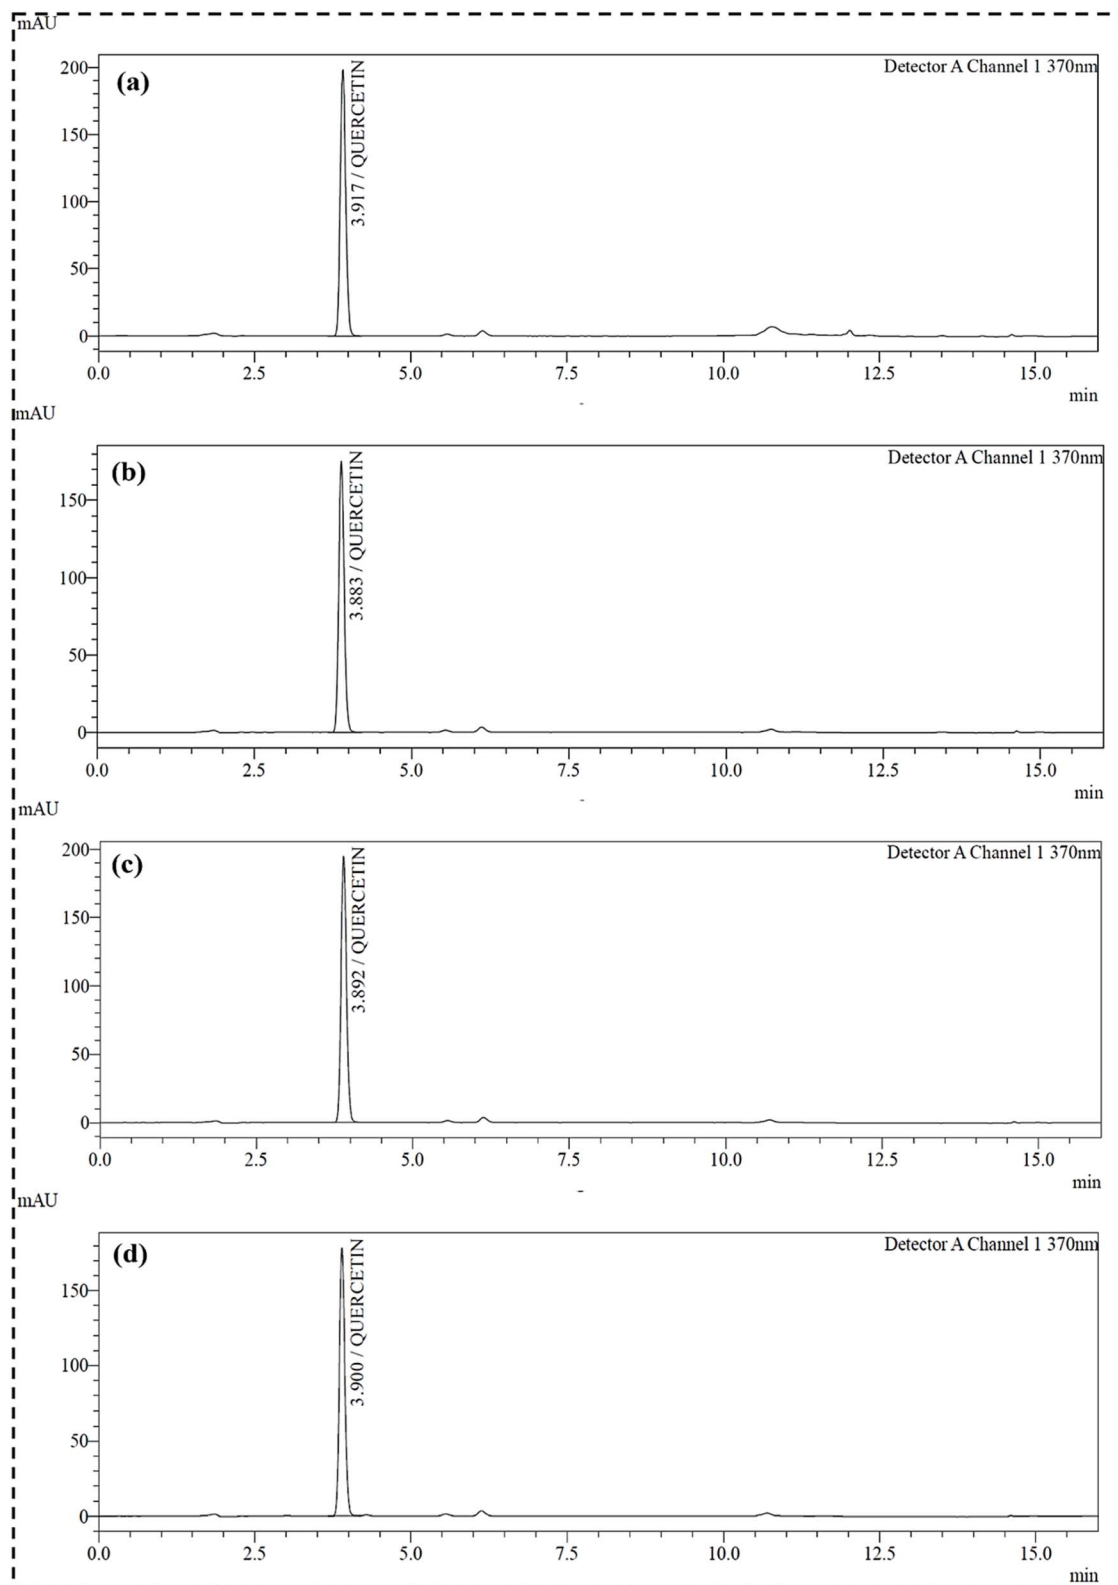 mAU
(a)
Detector A Channel 1 370nm
3.917 / QUERCETIN
200
150
100
50
0
0.0 2.5 5.0 7.5 10.0 12.5 15.0
min
mAU
(b)
Detector A Channel 1 370nm
3.883 / QUERCETIN
150
100
50
0
0.0 2.5 5.0 7.5 10.0 12.5 15.0
min
mAU
(c)
Detector A Channel 1 370nm
3.892 / QUERCETIN
200
150
100
50
0
0.0 2.5 5.0 7.5 10.0 12.5 15.0
min
mAU
(d)
Detector A Channel 1 370nm
3.900 / QUERCETIN
150
100
50
0
0.0 2.5 5.0 7.5 10.0 12.5 15.0
min